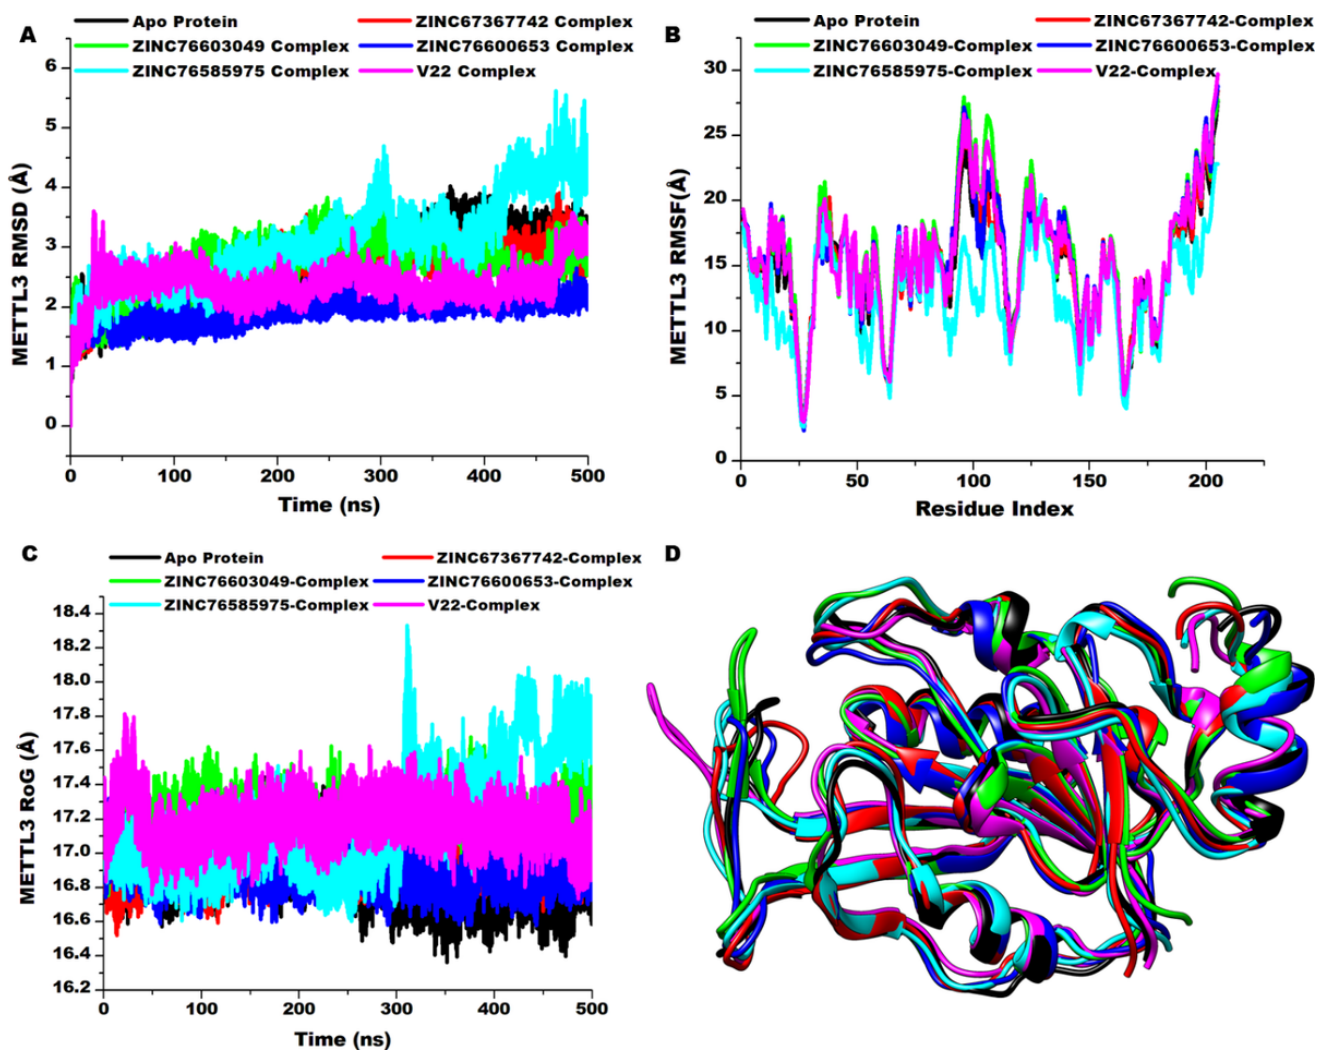 A
Apo Protein
ZINC67367742 Complex
ZINC76603049 Complex
ZINC76600653 Complex
ZINC76585975 Complex
V22 Complex
METTL3 RMSD (Å)
6
5
4
3
2
1
0
0 100 200 300 400 500
Time (ns)
B
Apo Protein
ZINC67367742-Complex
ZINC76603049-Complex
ZINC76600653-Complex
ZINC76585975-Complex
V22-Complex
METTL3 RMSF(Å)
30
25
20
15
10
5
0
0 50 100 150 200
Residue Index
C
Apo Protein
ZINC67367742-Complex
ZINC76603049-Complex
ZINC76600653-Complex
ZINC76585975-Complex
V22-Complex
METTL3 RoG (Å)
18.4
18.2
18.0
17.8
17.6
17.4
17.2
17.0
16.8
16.6
16.4
16.2
0 100 200 300 400 500
Time (ns)
D